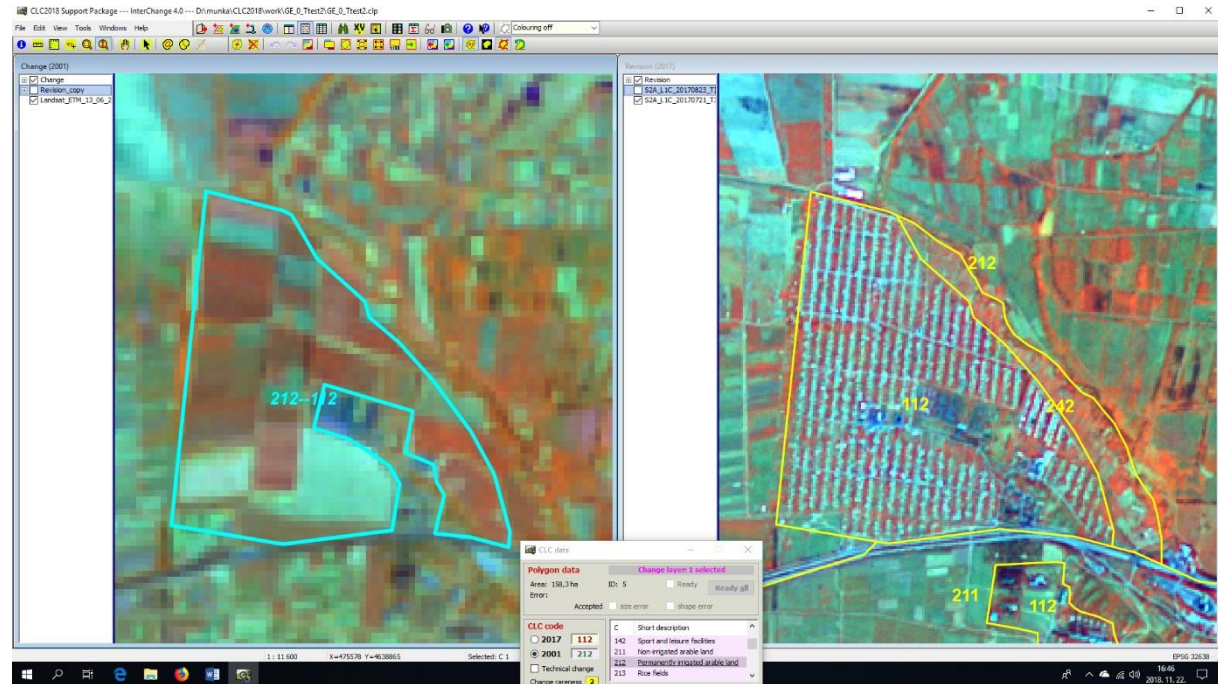 CLC2018 Support Package --- InterChange 4.0 --- D:\munka\CLC2018\work\GE_0_Ttest2\GE_0_Ttest2.clp
File Edit View Tools Windows Help
Colouring off
Change (2001)
Change
Revision_copy
Landsat_ETM_13_06_2
212--112
Revision (2017)
Revision
S2A_L1C_20170823_T
S2A_L1C_20170721_T
212
112
242
211
112
CLC data
Polygon data
Change layer: 1 selected
Area: 158,3 ha
ID: 5
Ready
Ready all
Error:
Accepted
size error
shape error
CLC code
C Short description
2017 112
142 Sport and leisure facilities
2001 212
211 Non-irrigated arable land
212 Permanently irrigated arable land
Technical change
213 Rice fields
Change rareness 2
1 : 11 600
X=475578 Y=4638865
Selected: C 1
EPSG 32638
16:46
2018. 11. 22.